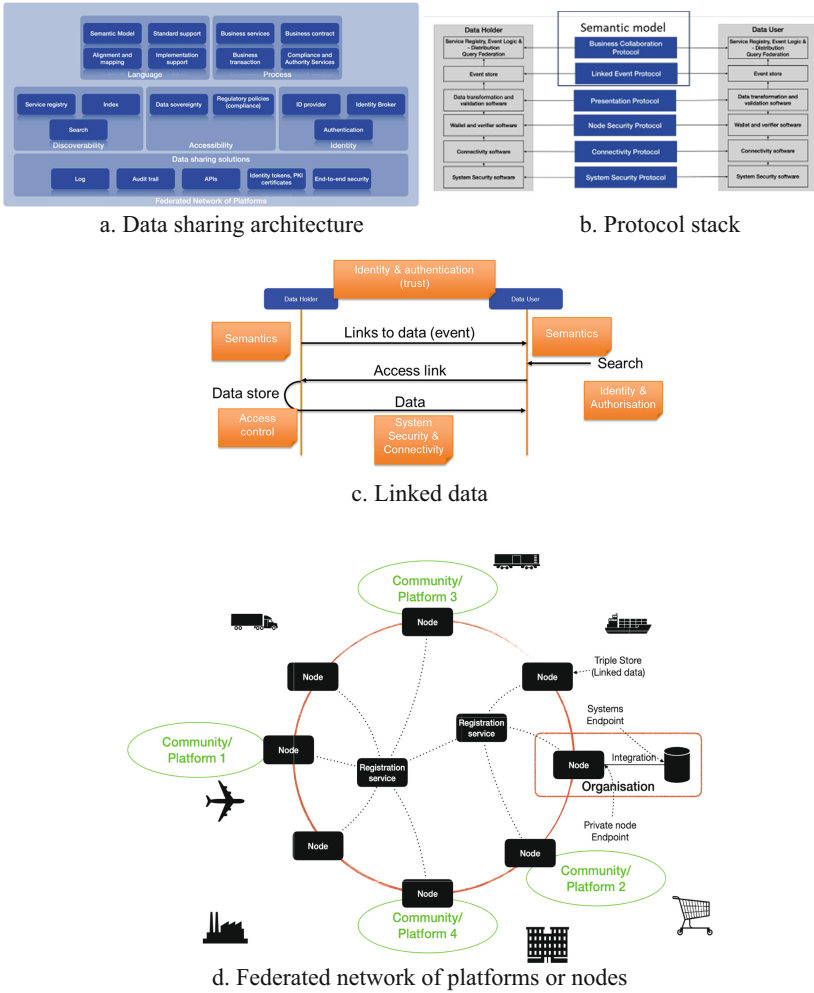 Semantic Model
Standard support
Business services
Business contract
Alignment and
mapping
Implementation
support
Business
transaction
Compliance and
Authority Services
Language
Process
Service registry
Index
Data sovereignty
Regulatory policies
(compliance)
ID provider
Identity Broker
Search
Authentication
Discoverability
Accessibility
Identity
Data sharing solutions
Log
Audit trail
APIs
Identity tokens, PKI
certificates
End-to-end security
Federated Network of Platforms
a. Data sharing architecture
Data Holder
Semantic model
Data User
Service Registry, Event Logic &
- Distribution
Query Federation
Business Collaboration
Protocol
Service Registry, Event Logic &
- Distribution
Query Federation
Event store
Linked Event Protocol
Event store
Data transformation and
validation software
Presentation Protocol
Data transformation and
validation software
Wallet and verifier software
Node Security Protocol
Wallet and verifier software
Connectivity software
Connectivity Protocol
Connectivity software
System Security software
System Security Protocol
System Security software
b. Protocol stack
Identity & authentication
(trust)
Data Holder
Data User
Semantics
Links to data (event)
Semantics
Search
Access link
Data store
Data
Identity &
Authorisation
Access
control
System
Security &
Connectivity
c. Linked data
Community/
Platform 3
Node
Node
Node
Triple Store
(Linked data)
Systems
Endpoint
Registration
service
Community/
Platform 1
Node
Registration
service
Node
Integration
Organisation
Private node
Endpoint
Node
Node
Community/
Platform 2
Node
Community/
Platform 4
d. Federated network of platforms or nodes